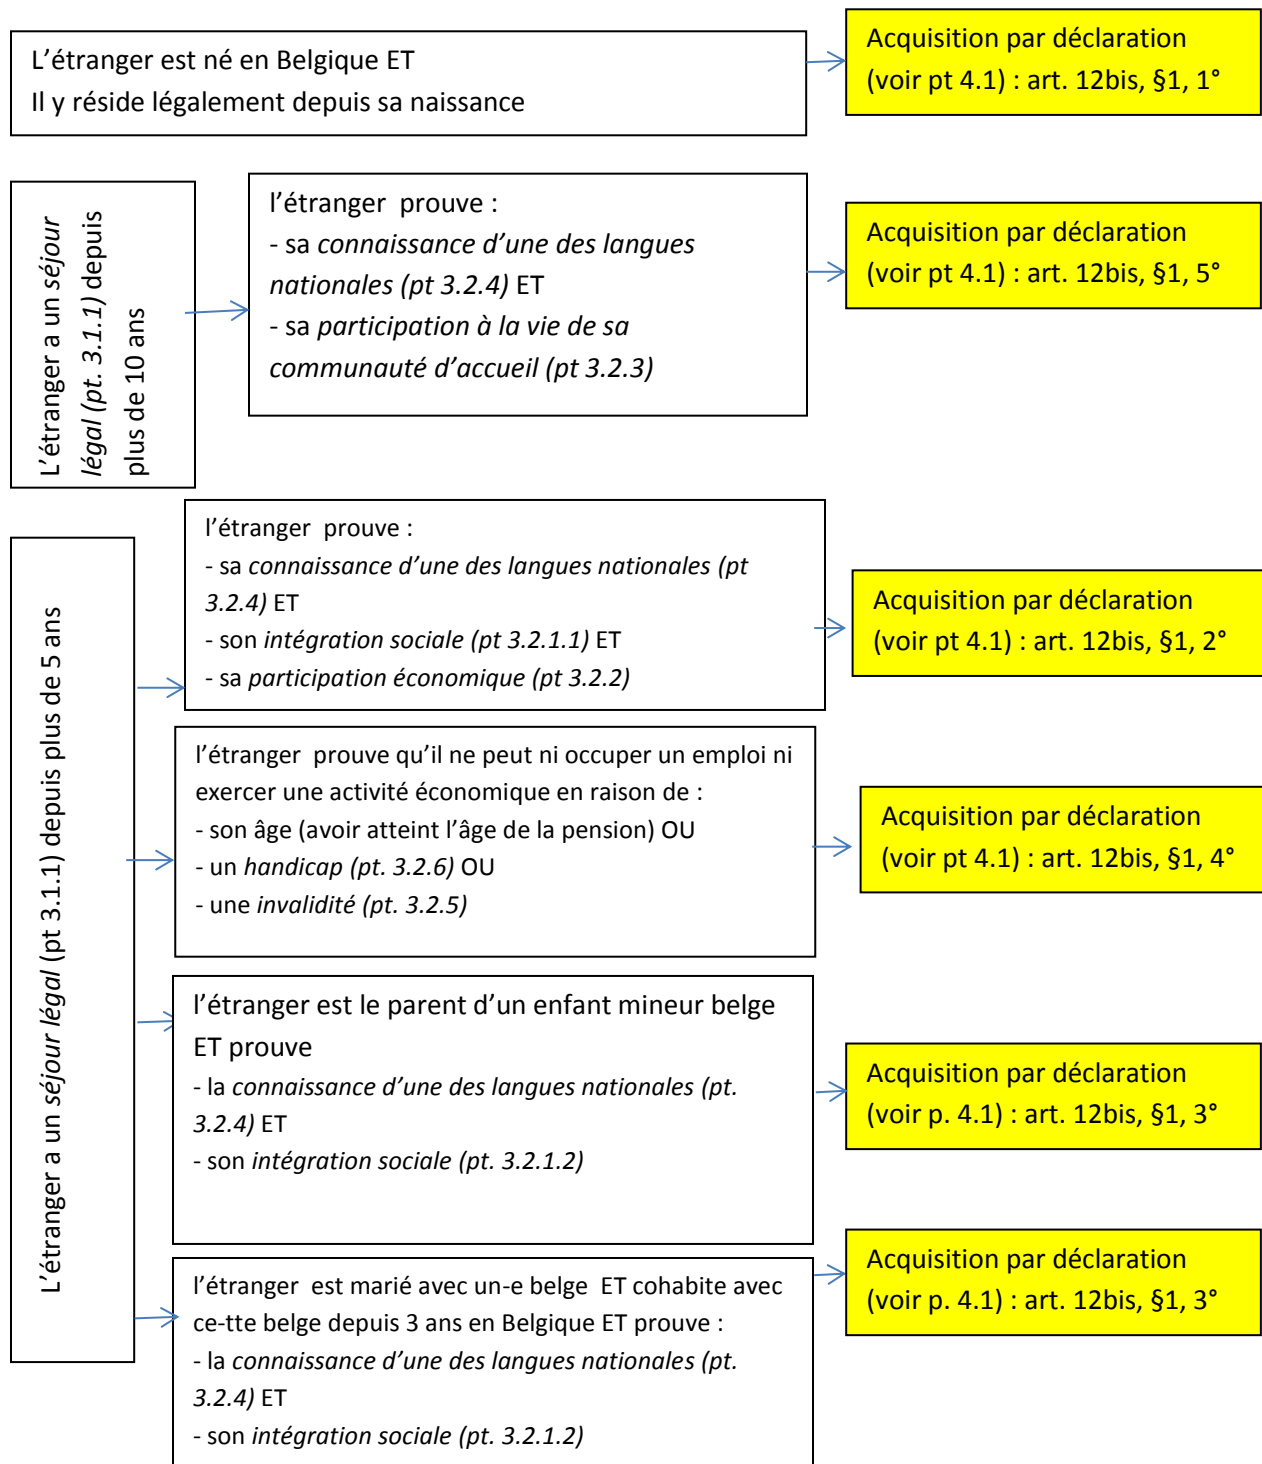 L'étranger est né en Belgique ET
Il y réside légalement depuis sa naissance
Acquisition par déclaration
(voir pt 4.1) : art. 12bis, §1, 1°
L'étranger a un séjour
légal (pt. 3.1.1) depuis
plus de 10 ans
l'étranger  prouve :
- sa connaissance d'une des langues
nationales (pt 3.2.4) ET
- sa participation à la vie de sa
communauté d'accueil (pt 3.2.3)
Acquisition par déclaration
(voir pt 4.1) : art. 12bis, §1, 5°
L'étranger a un séjour légal (pt 3.1.1) depuis plus de 5 ans
l'étranger  prouve :
- sa connaissance d'une des langues nationales (pt
3.2.4) ET
- son intégration sociale (pt 3.2.1.1) ET
- sa participation économique (pt 3.2.2)
Acquisition par déclaration
(voir pt 4.1) : art. 12bis, §1, 2°
l'étranger  prouve qu'il ne peut ni occuper un emploi ni
exercer une activité économique en raison de :
- son âge (avoir atteint l'âge de la pension) OU
- un handicap (pt. 3.2.6) OU
- une invalidité (pt. 3.2.5)
Acquisition par déclaration
(voir pt 4.1) : art. 12bis, §1, 4°
l'étranger est le parent d'un enfant mineur belge
ET prouve
- la connaissance d'une des langues nationales (pt.
3.2.4) ET
- son intégration sociale (pt. 3.2.1.2)
Acquisition par déclaration
(voir p. 4.1) : art. 12bis, §1, 3°
l'étranger  est marié avec un-e belge  ET cohabite avec
ce-tte belge depuis 3 ans en Belgique ET prouve :
- la connaissance d'une des langues nationales (pt.
3.2.4) ET
- son intégration sociale (pt. 3.2.1.2)
Acquisition par déclaration
(voir p. 4.1) : art. 12bis, §1, 3°